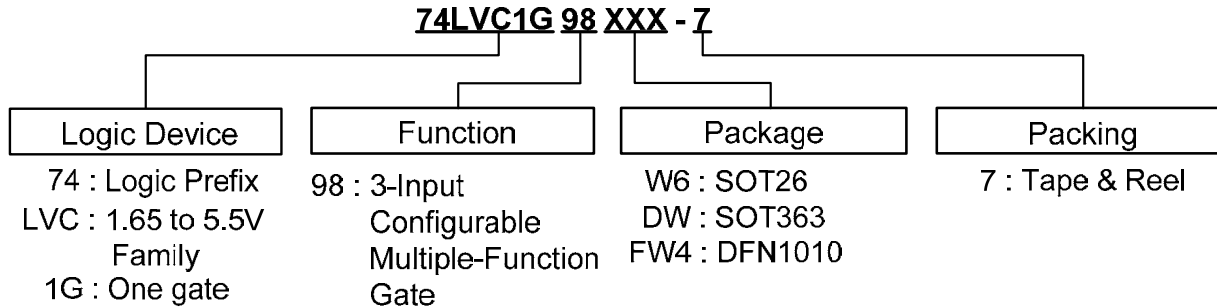 74LVC1G 98 XXX - 7
Logic Device
74 : Logic Prefix
LVC : 1.65 to 5.5V
Family
1G : One gate
Function
98 : 3-Input
Configurable
Multiple-Function
Gate
Package
W6 : SOT26
DW : SOT363
FW4 : DFN1010
Packing
7 : Tape & Reel